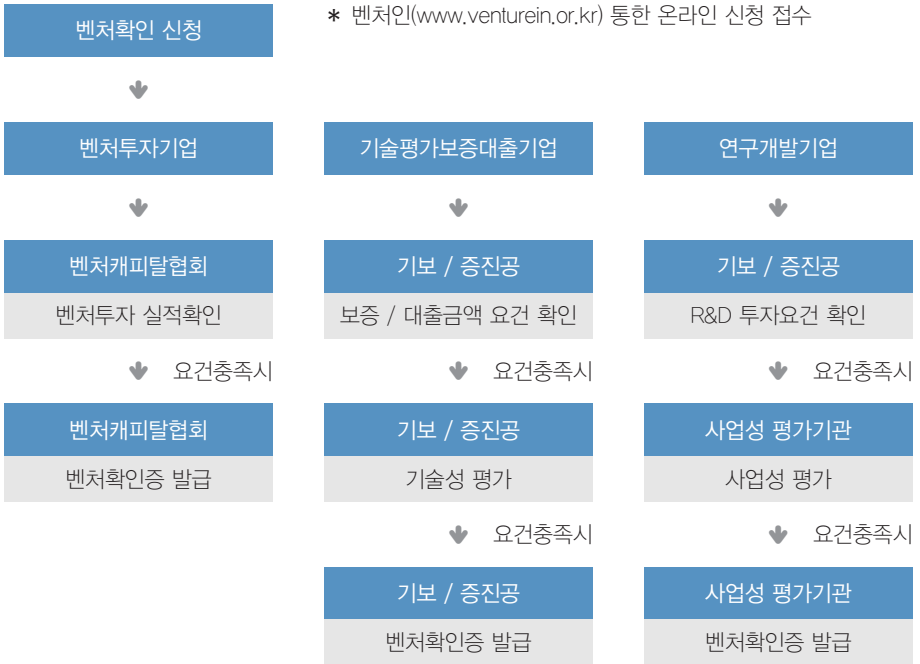 벤처확인 신청
* 벤처인(www.venturein.or.kr) 통한 온라인 신청 접수
벤처투자기업
기술평가보증대출기업
연구개발기업
벤처캐피탈협회
기보 / 증진공
기보 / 증진공
벤처투자 실적확인
보증 / 대출금액 요건 확인
R&D 투자요건 확인
요건충족시
요건충족시
요건충족시
벤처캐피탈협회
기보 / 증진공
사업성 평가기관
벤처확인증 발급
기술성 평가
사업성 평가
요건충족시
요건충족시
기보 / 증진공
사업성 평가기관
벤처확인증 발급
벤처확인증 발급